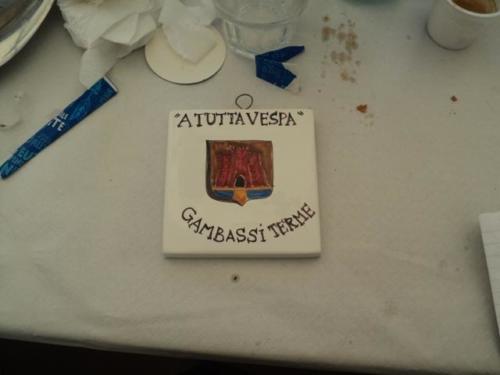 "A TUTTA VESPA"
GAMBASSI TERME